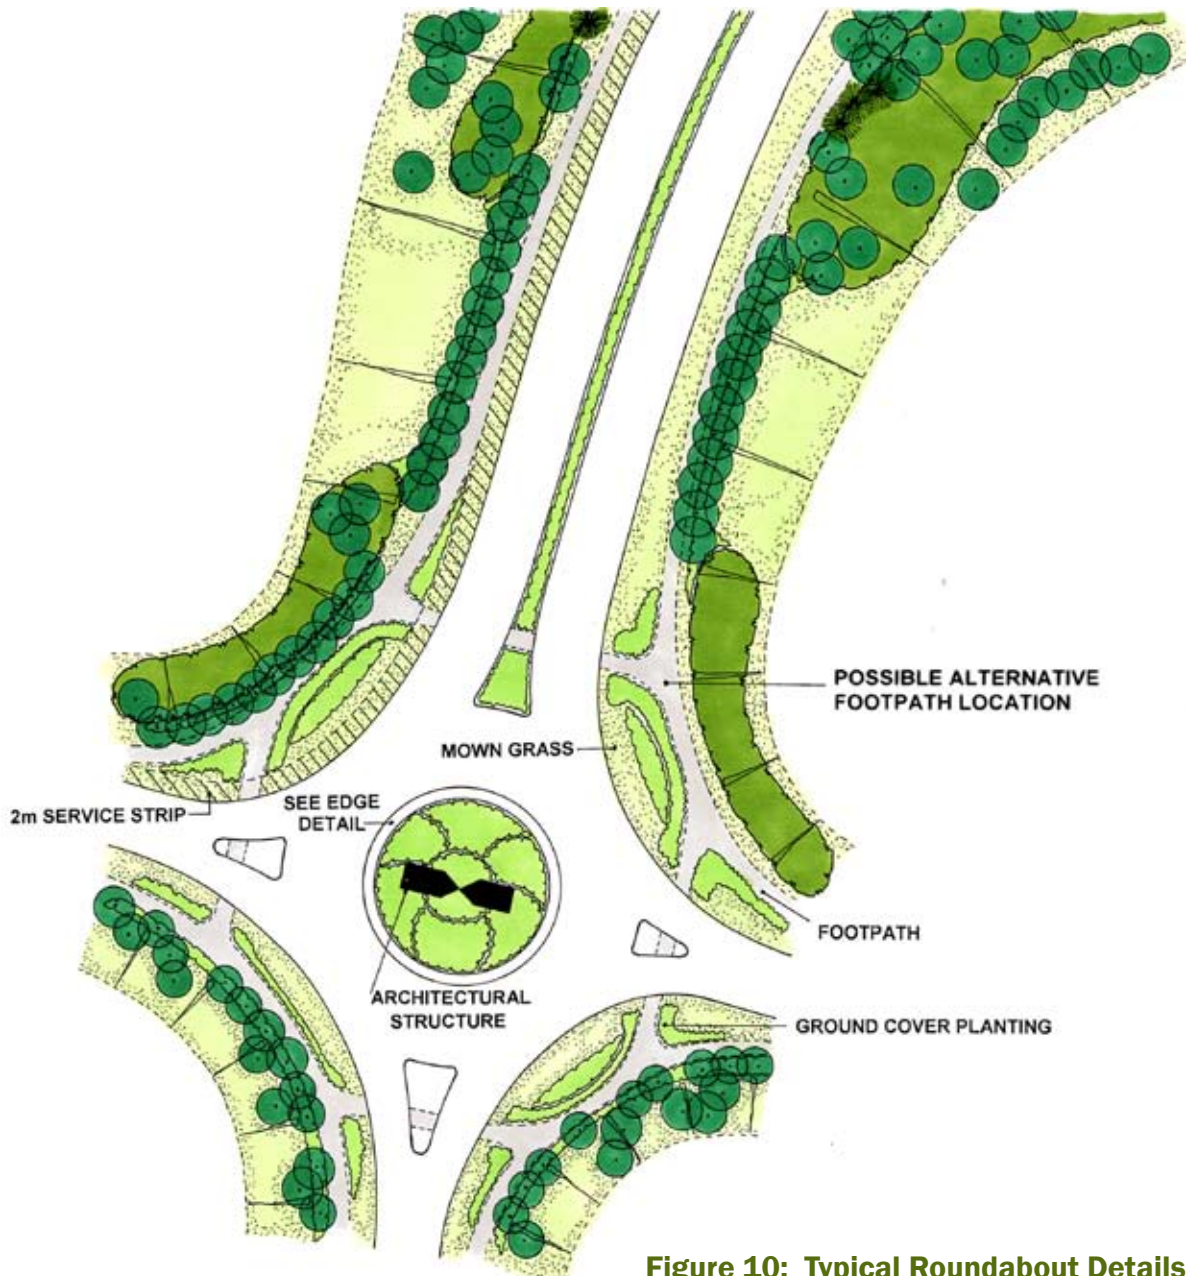 POSSIBLE ALTERNATIVE
FOOTPATH LOCATION
MOWN GRASS
2m SERVICE STRIP
SEE EDGE
DETAIL
FOOTPATH
ARCHITECTURAL
STRUCTURE
GROUND COVER PLANTING
Figure 10: Typical Roundabout Details